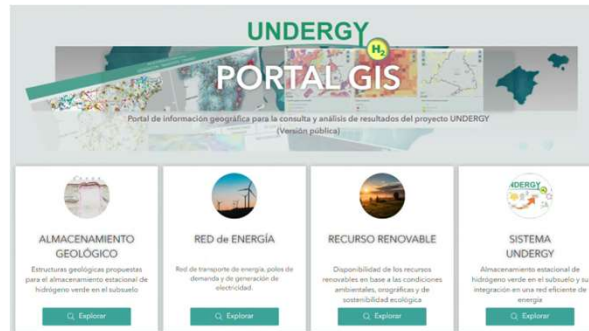 UNDERGY
H2
PORTAL GIS
Portal de información geográfica para la consulta y análisis de resultados del proyecto UNDERGY
(Versión pública)
ALMACENAMIENTO
GEOLÓGICO
Estructuras geológicas propuestas
para el almacenamiento estacional de
hidrógeno verde en el subsuelo
Explorar
RED de ENERGÍA
Red de transporte de energía, polos de
demanda y de generación de
electricidad.
Explorar
RECURSO RENOVABLE
Disponibilidad de los recursos
renovables en base a las condiciones
ambientales, orográficas y de
sostenibilidad ecológica
Explorar
NDERGY
SISTEMA
UNDERGY
Almacenamiento estacional de
hidrógeno verde en el subsuelo y su
integración en una red eficiente de
energía
Explorar